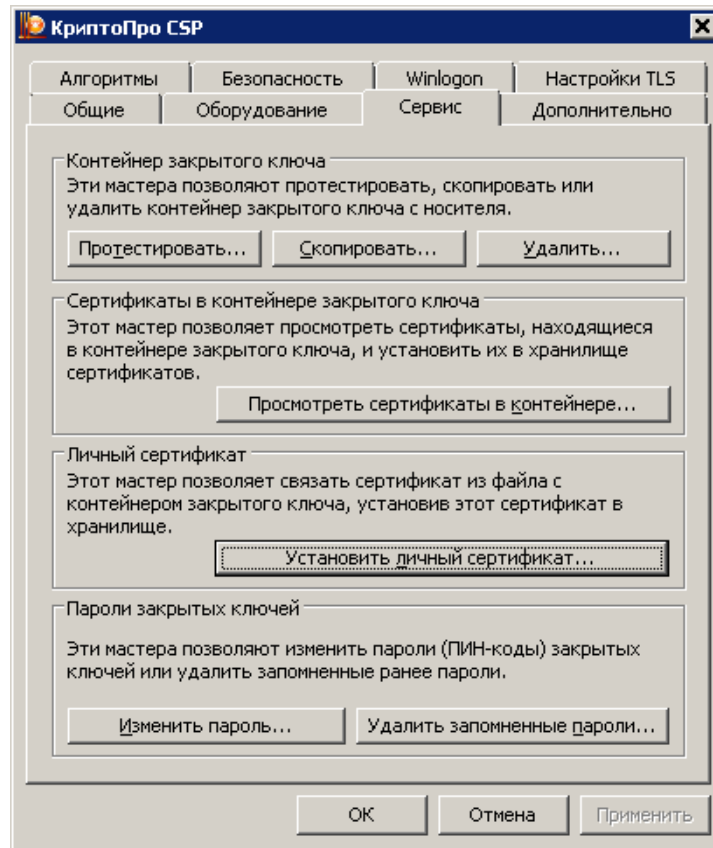 КриптоПро CSP
Алгоритмы Безопасность Winlogon Настройки TLS
Общие Оборудование Сервис Дополнительно
Контейнер закрытого ключа
Эти мастера позволяют протестировать, скопировать или
удалить контейнер закрытого ключа с носителя.
Протестировать... Скопировать... Удалить...
Сертификаты в контейнере закрытого ключа
Этот мастер позволяет просмотреть сертификаты, находящиеся
в контейнере закрытого ключа, и установить их в хранилище
сертификатов.
Просмотреть сертификаты в контейнере...
Личный сертификат
Этот мастер позволяет связать сертификат из файла с
контейнером закрытого ключа, установив этот сертификат в
хранилище.
Установить личный сертификат...
Пароли закрытых ключей
Эти мастера позволяют изменить пароли (ПИН-коды) закрытых
ключей или удалить запомненные ранее пароли.
Изменить пароль... Удалить запомненные пароли...
ОК Отмена Применить